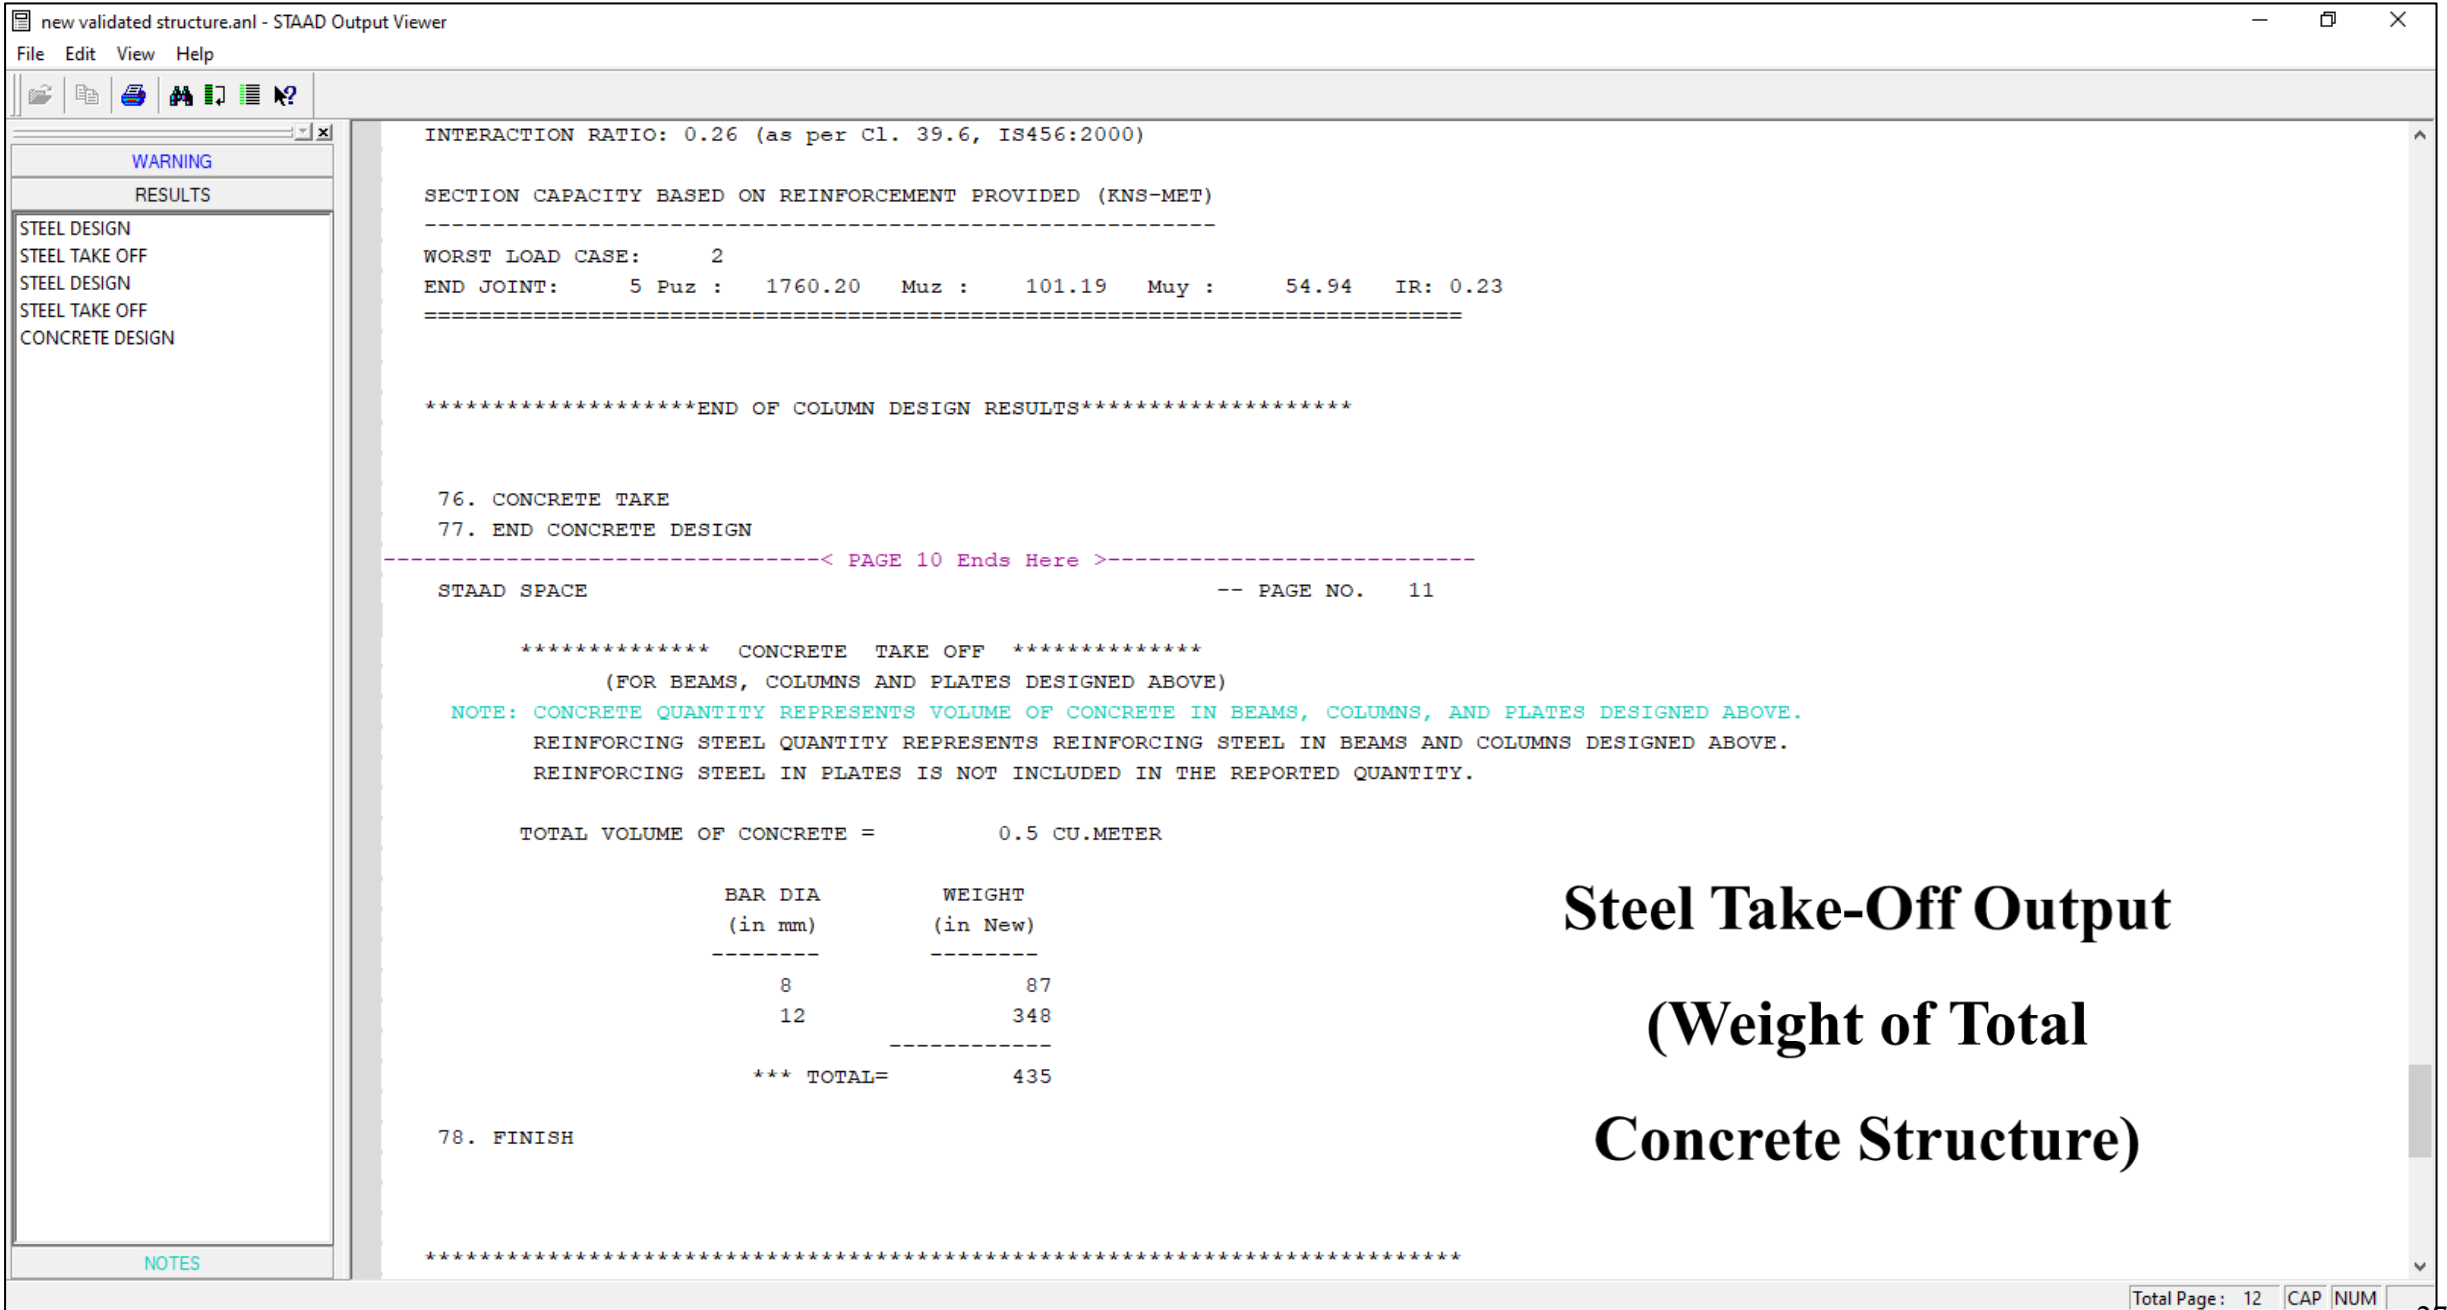 new validated structure.anl - STAAD Output Viewer
File Edit View Help
WARNING
RESULTS
STEEL DESIGN
STEEL TAKE OFF
STEEL DESIGN
STEEL TAKE OFF
CONCRETE DESIGN
NOTES
INTERACTION RATIO: 0.26 (as per Cl. 39.6, IS456:2000)
SECTION CAPACITY BASED ON REINFORCEMENT PROVIDED (KNS-MET)
----------------------------------------------------------
WORST LOAD CASE: 2
END JOINT: 5 Puz : 1760.20 Muz : 101.19 Muy : 54.94 IR: 0.23
============================================================================
********************END OF COLUMN DESIGN RESULTS********************
76. CONCRETE TAKE
77. END CONCRETE DESIGN
--------------------------------< PAGE 10 Ends Here >---------------------------
STAAD SPACE -- PAGE NO. 11
************** CONCRETE TAKE OFF **************
(FOR BEAMS, COLUMNS AND PLATES DESIGNED ABOVE)
NOTE: CONCRETE QUANTITY REPRESENTS VOLUME OF CONCRETE IN BEAMS, COLUMNS, AND PLATES DESIGNED ABOVE.
REINFORCING STEEL QUANTITY REPRESENTS REINFORCING STEEL IN BEAMS AND COLUMNS DESIGNED ABOVE.
REINFORCING STEEL IN PLATES IS NOT INCLUDED IN THE REPORTED QUANTITY.
TOTAL VOLUME OF CONCRETE = 0.5 CU.METER
BAR DIA WEIGHT
(in mm) (in New)
-------- --------
8 87
12 348
------------
*** TOTAL= 435
78. FINISH
****************************************************************************
Steel Take-Off Output
(Weight of Total
Concrete Structure)
Total Page: 12 CAP NUM